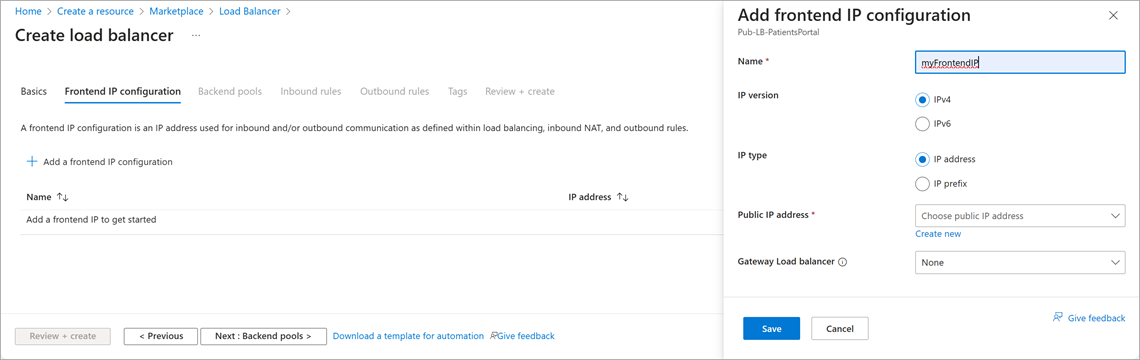 Home > Create a resource > Marketplace > Load Balancer >
Create load balancer ...
Basics Frontend IP configuration Backend pools Inbound rules Outbound rules Tags Review + create
A frontend IP configuration is an IP address used for inbound and/or outbound communication as defined within load balancing, inbound NAT, and outbound rules.
+ Add a frontend IP configuration
Name ↑↓ IP address ↑↓
Add a frontend IP to get started
Review + create < Previous Next : Backend pools > Download a template for automation Give feedback
Add frontend IP configuration
Pub-LB-PatientsPortal
Name * myFrontendIP
IP version IPv4
IPv6
IP type IP address
IP prefix
Public IP address * Choose public IP address
Create new
Gateway Load balancer None
Give feedback
Save Cancel